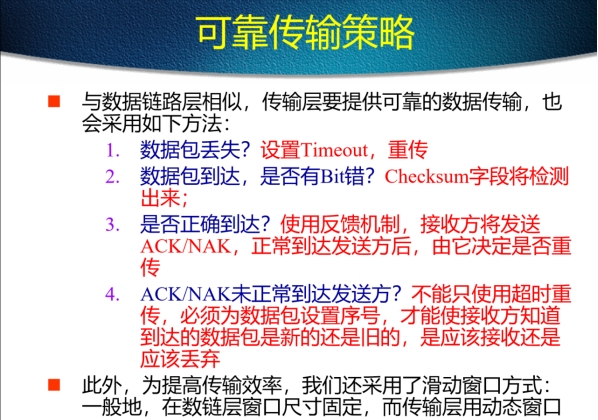 可靠传输策略
与数据链路层相似，传输层要提供可靠的数据传输，也
会采用如下方法：
1. 数据包丢失？设置Timeout，重传
2. 数据包到达，是否有Bit错？Checksum字段将检测
出来；
3. 是否正确到达？使用反馈机制，接收方将发送
ACK/NAK，正常到达发送方后，由它决定是否重
传
4. ACK/NAK未正常到达发送方？不能只使用超时重
传，必须为数据包设置序号，才能使接收方知道
到达的数据包是新的还是旧的，是应该接收还是
应该丢弃
此外，为提高传输效率，我们还采用了滑动窗口方式：
一般地，在数链层窗口尺寸固定，而传输层用动态窗口